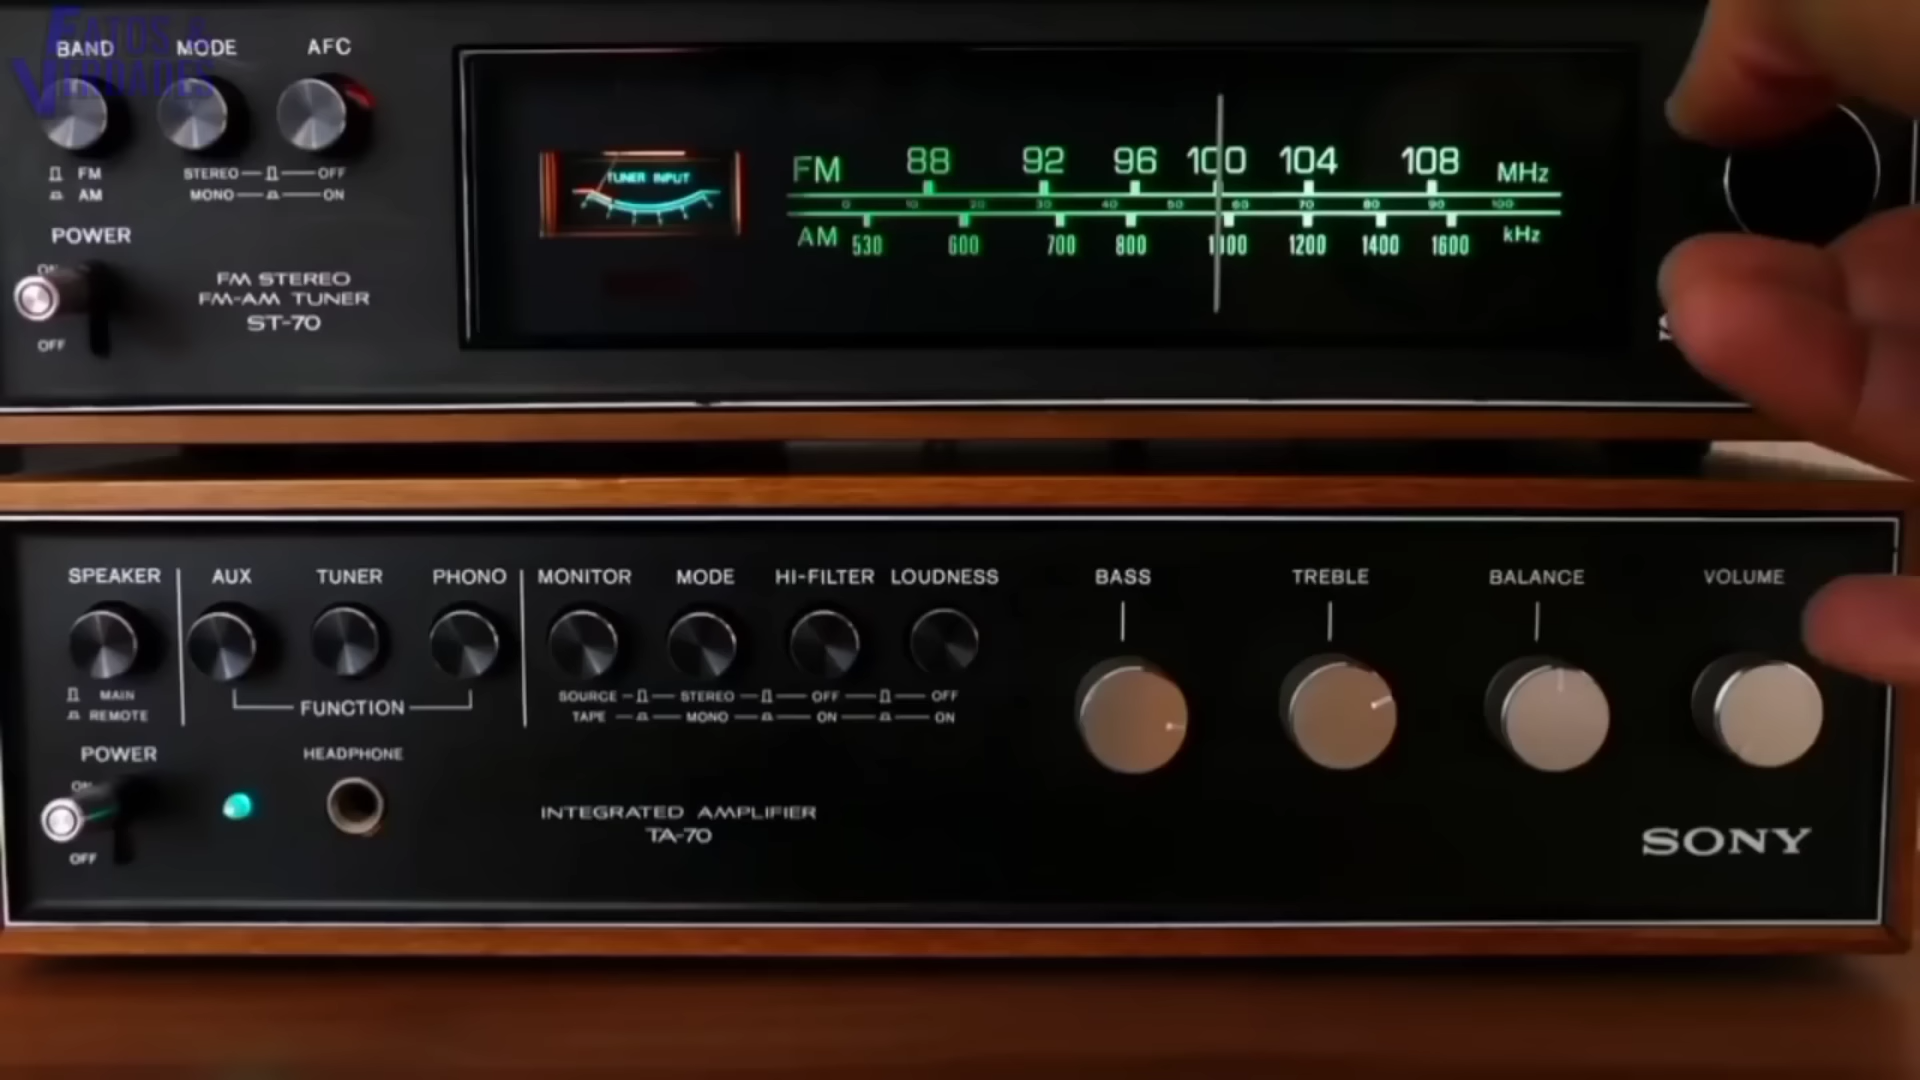 FATOS &
VERDADES
BAND MODE AFC
FM STEREO OFF
AM MONO ON
POWER
ON
OFF
FM STEREO
FM-AM TUNER
ST-70
TUNER INPUT
FM 88 92 96 100 104 108 MHz
0 10 20 30 40 50 60 70 80 90 100
AM 530 600 700 800 1000 1200 1400 1600 kHz
SPEAKER AUX TUNER PHONO MONITOR MODE HI-FILTER LOUDNESS BASS TREBLE BALANCE VOLUME
MAIN SOURCE STEREO OFF OFF
REMOTE FUNCTION TAPE MONO ON ON
POWER HEADPHONE
ON
OFF
INTEGRATED AMPLIFIER
TA-70
SONY